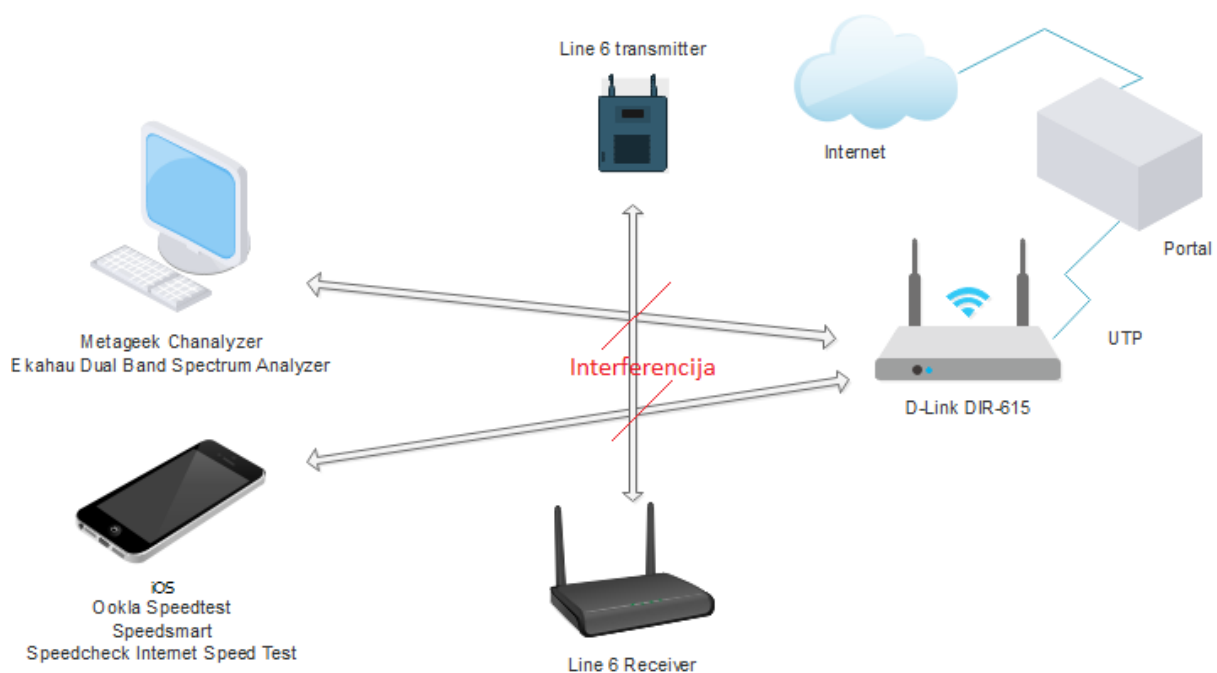 Line 6 transmitter
Internet
Portal
UTP
Metageek Chanalyzer
Ekahau Dual Band Spectrum Analyzer
Interferencija
D-Link DIR-615
iOS
Ookla Speedtest
Speedsmart
Speedcheck Internet Speed Test
Line 6 Receiver